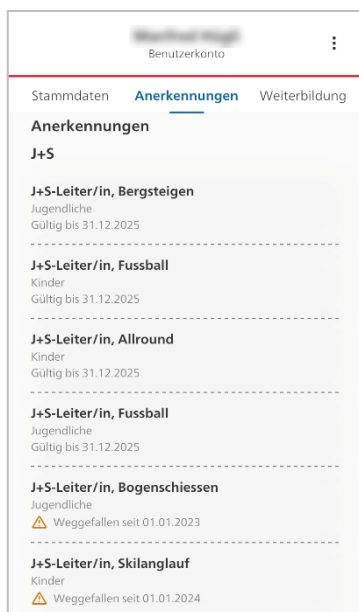 Benutzerkonto
Stammdaten Anerkennungen Weiterbildung
Anerkennungen
J+S
J+S-Leiter/in, Bergsteigen
Jugendliche
Gültig bis 31.12.2025
J+S-Leiter/in, Fussball
Kinder
Gültig bis 31.12.2025
J+S-Leiter/in, Allround
Kinder
Gültig bis 31.12.2025
J+S-Leiter/in, Fussball
Jugendliche
Gültig bis 31.12.2025
J+S-Leiter/in, Bogenschiessen
Jugendliche
Weggefallen seit 01.01.2023
J+S-Leiter/in, Skilanglauf
Kinder
Weggefallen seit 01.01.2024